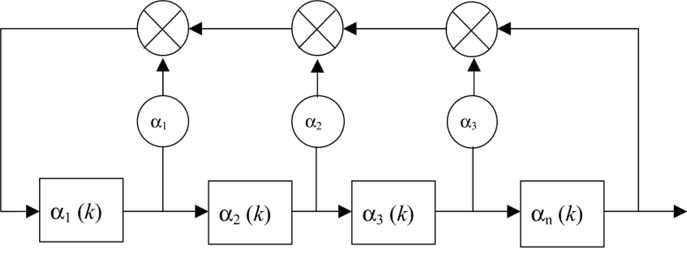 α₁ α₂ α₃
α₁ (k) α₂ (k) α₃ (k) αₙ (k)